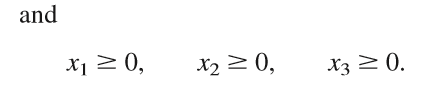 and
x₁ ≥ 0, x₂ ≥ 0, x₃ ≥ 0.